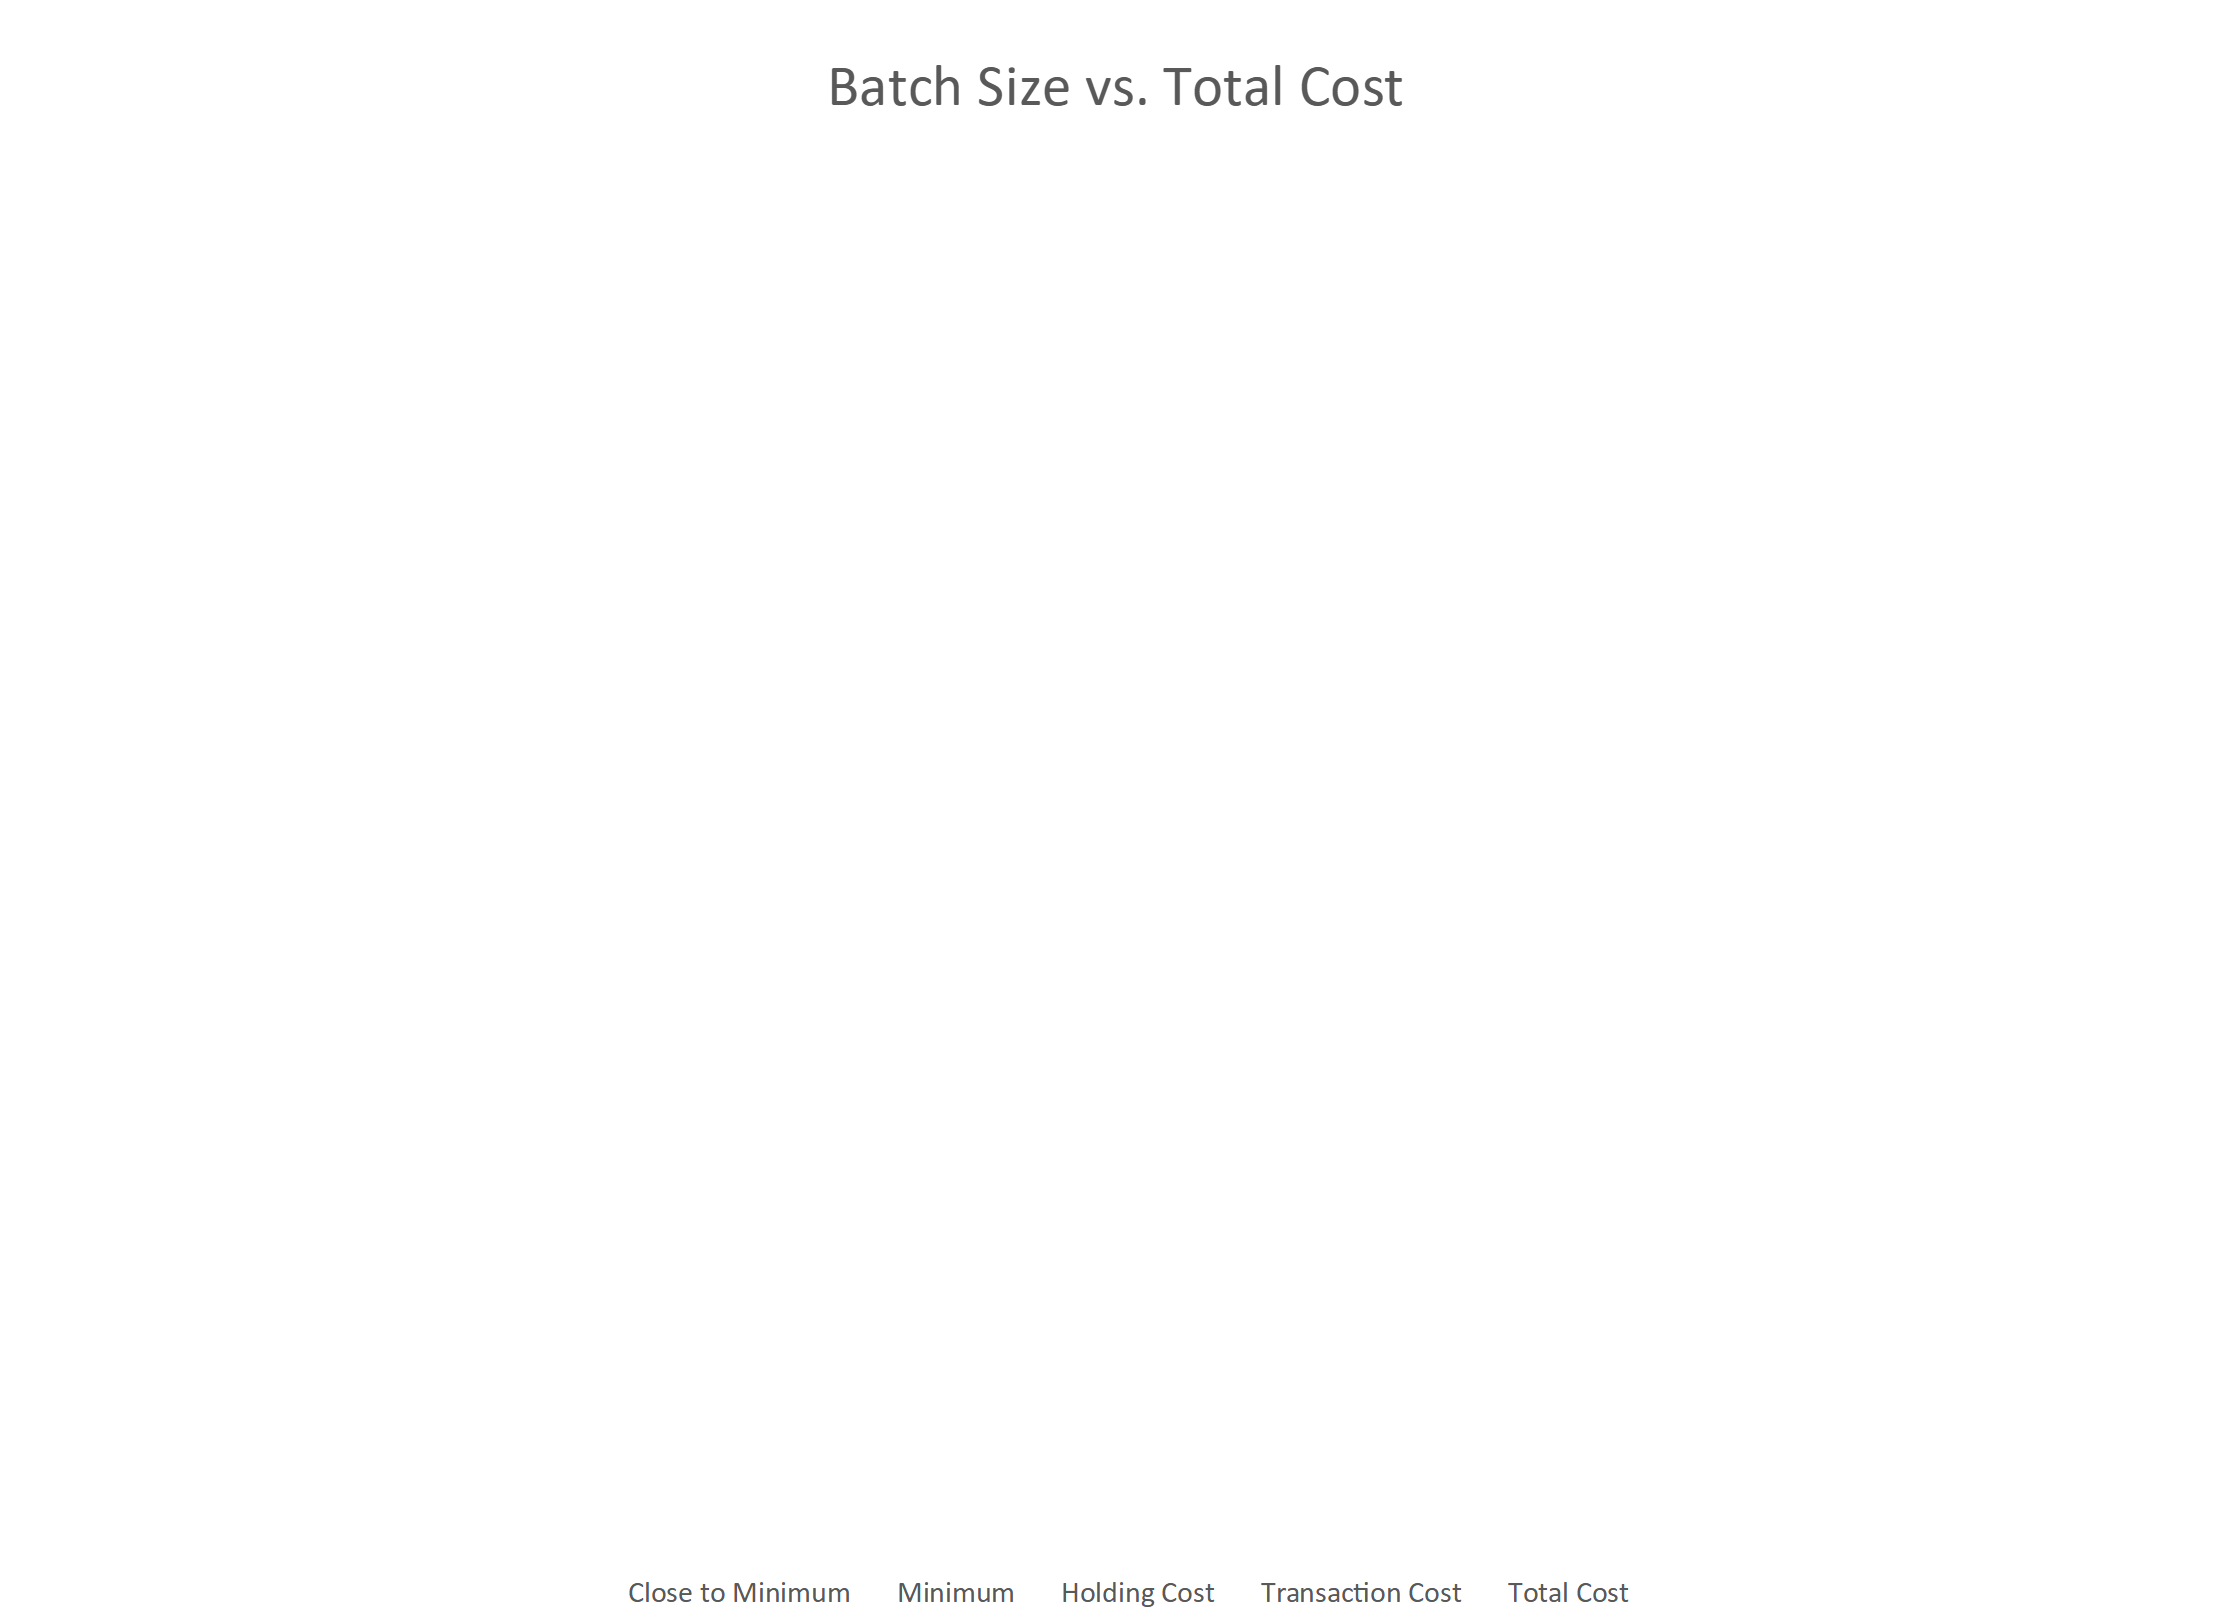 Batch Size vs. Total Cost
Close to Minimum Minimum Holding Cost Transaction Cost Total Cost